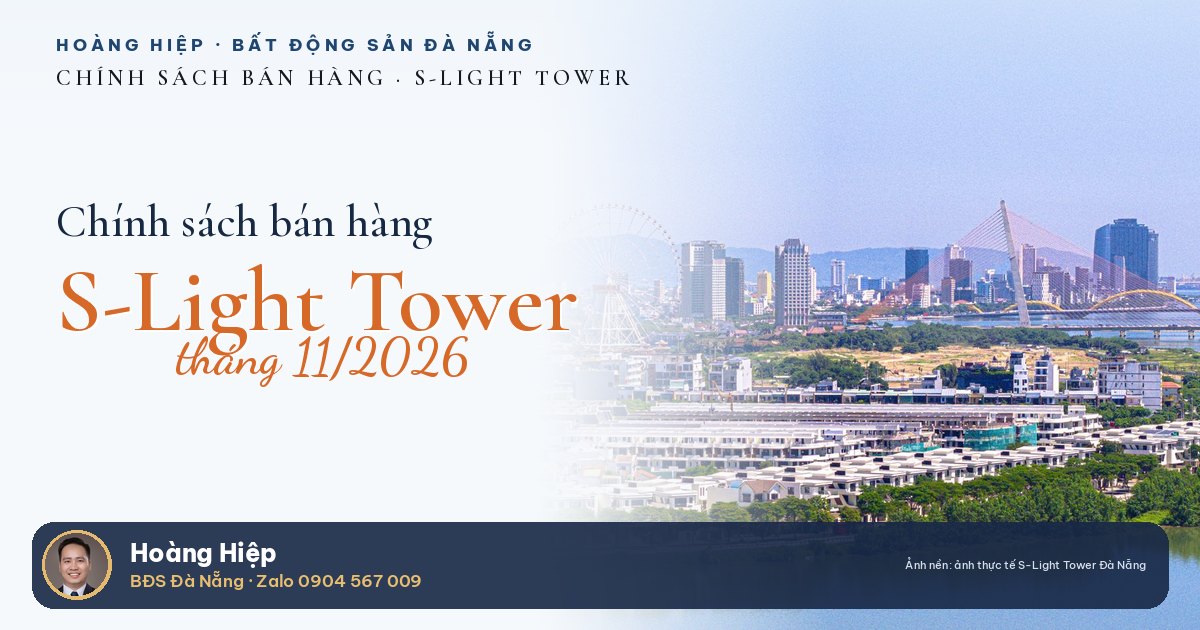 HOÀNG HIỆP · BẤT ĐỘNG SẢN ĐÀ NẴNG
CHÍNH SÁCH BÁN HÀNG · S-LIGHT TOWER
Chính sách bán hàng
S-Light Tower
tháng 11/2026
Hoàng Hiệp
BĐS Đà Nẵng · Zalo 0904 567 009
Ảnh nền: ảnh thực tế S-Light Tower Đà Nẵng